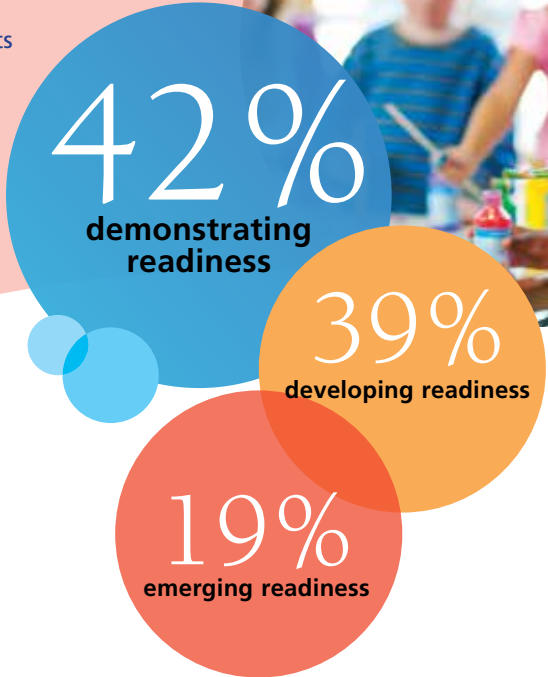 42%
demonstrating
readiness
39%
developing readiness
19%
emerging readiness